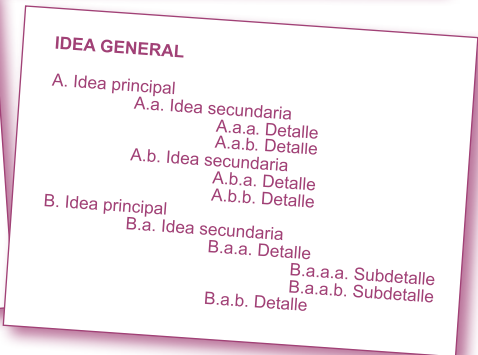 IDEA GENERAL
A. Idea principal
A.a. Idea secundaria
A.a.a. Detalle
A.a.b. Detalle
A.b. Idea secundaria
A.b.a. Detalle
A.b.b. Detalle
B. Idea principal
B.a. Idea secundaria
B.a.a. Detalle
B.a.a.a. Subdetalle
B.a.a.b. Subdetalle
B.a.b. Detalle